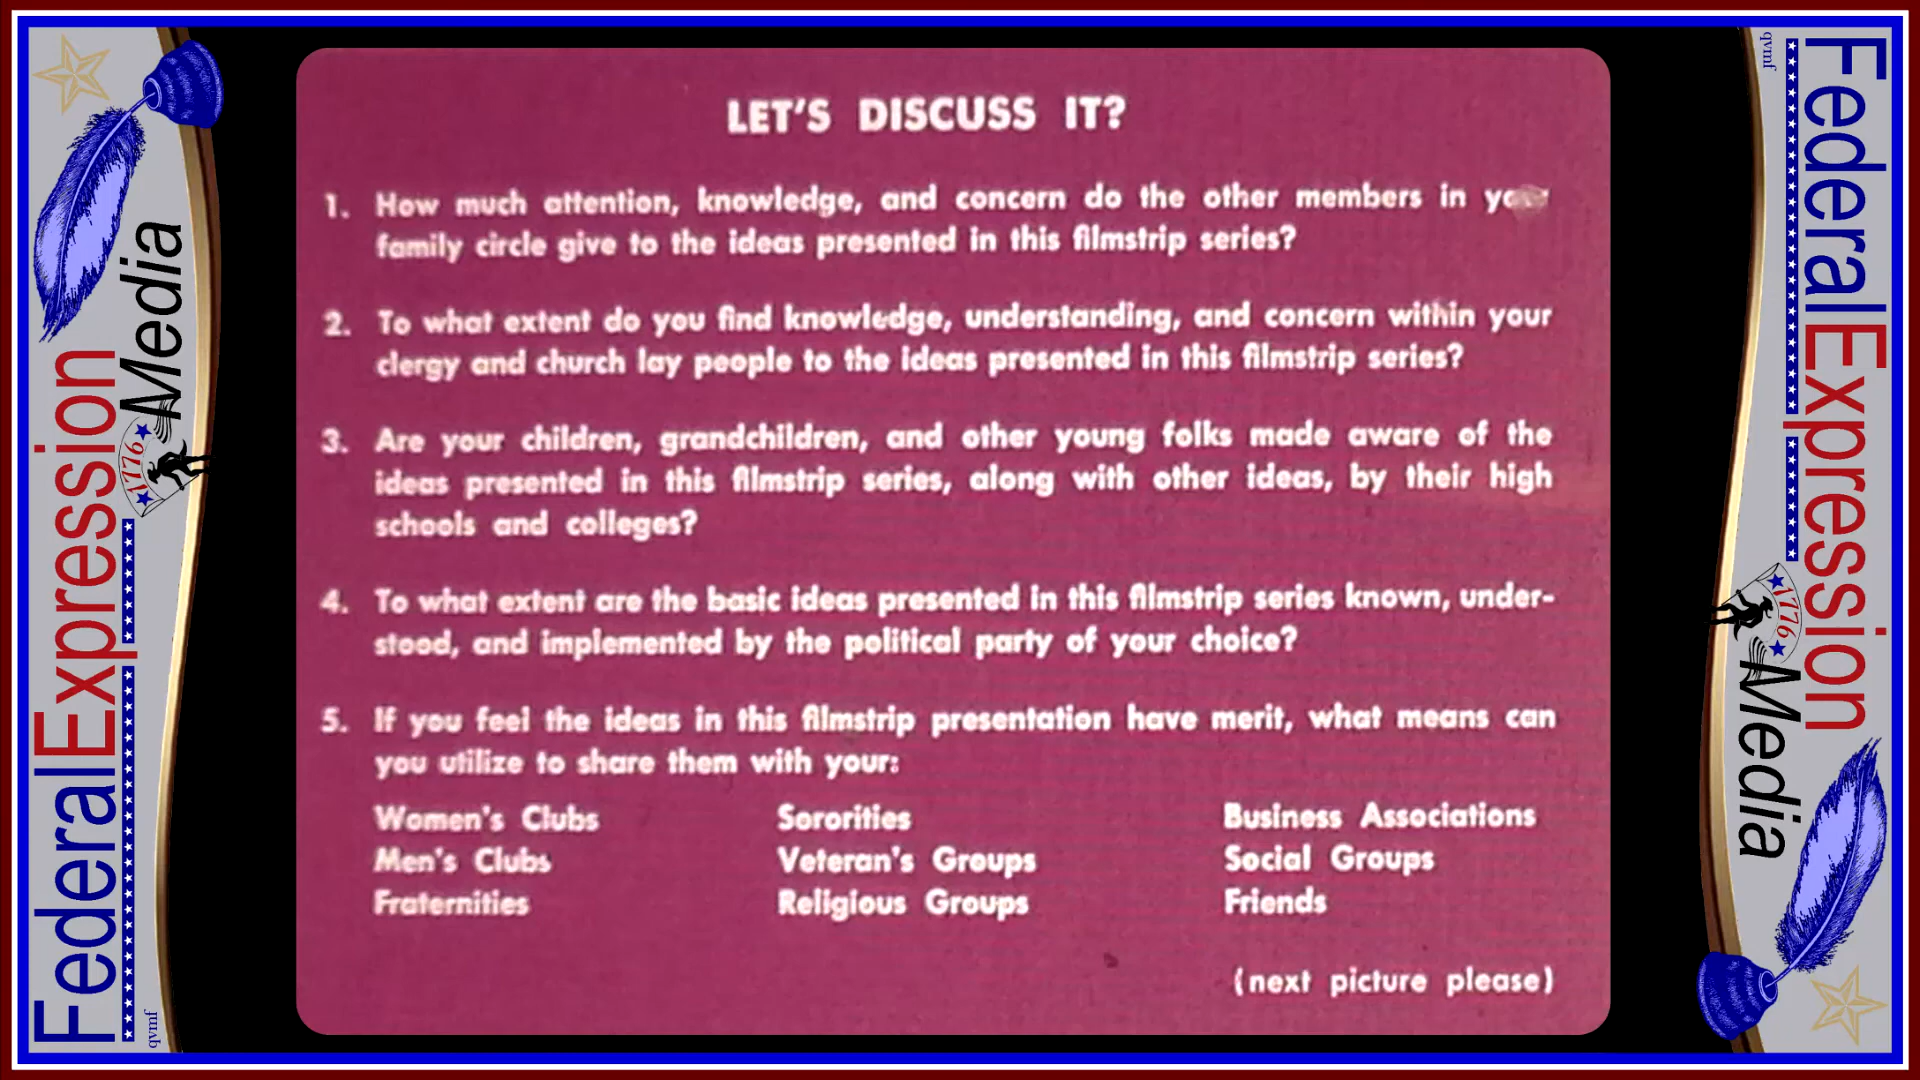 LET'S DISCUSS IT?
1. How much attention, knowledge, and concern do the other members in your
family circle give to the ideas presented in this filmstrip series?
2. To what extent do you find knowledge, understanding, and concern within your
clergy and church lay people to the ideas presented in this filmstrip series?
3. Are your children, grandchildren, and other young folks made aware of the
ideas presented in this filmstrip series, along with other ideas, by their high
schools and colleges?
4. To what extent are the basic ideas presented in this filmstrip series known, under-
stood, and implemented by the political party of your choice?
5. If you feel the ideas in this filmstrip presentation have merit, what means can
you utilize to share them with your:
Women's Clubs Sororities Business Associations
Men's Clubs Veteran's Groups Social Groups
Fraternities Religious Groups Friends
(next picture please)
FederalExpression
Media
1776
qvmf
FederalExpression
Media
1776
qvmf